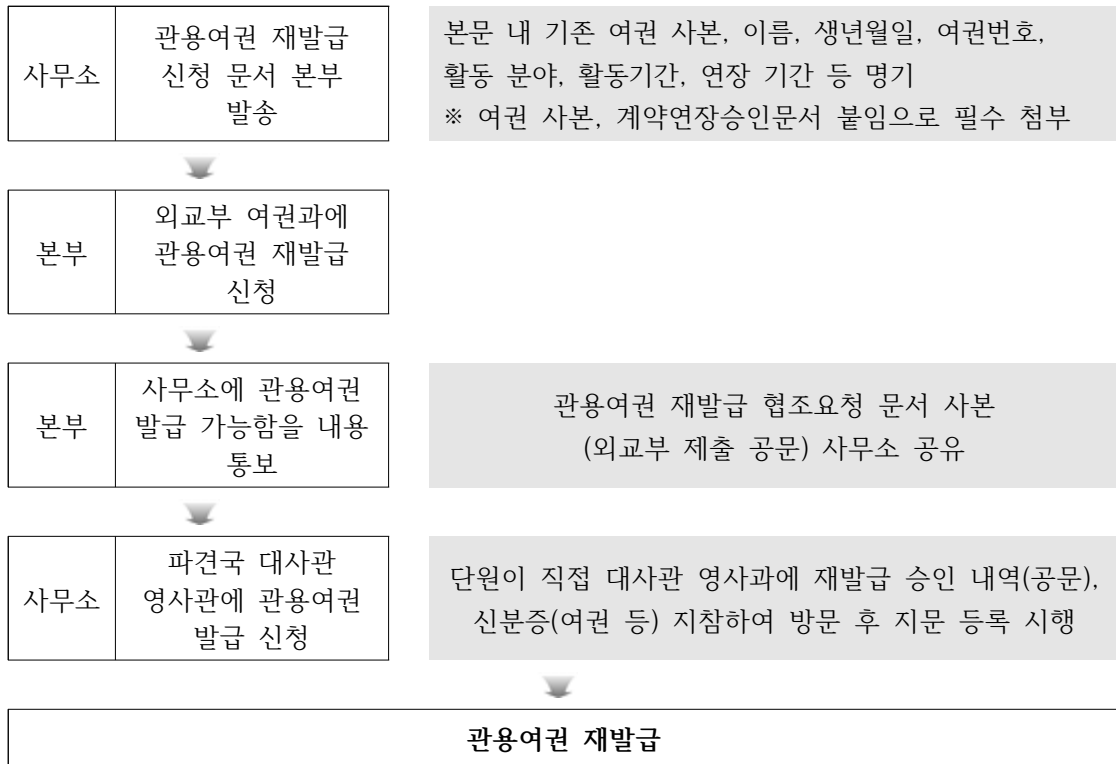 사무소
관용여권 재발급
신청 문서 본부
발송
본문 내 기존 여권 사본, 이름, 생년월일, 여권번호,
활동 분야, 활동기간, 연장 기간 등 명기
※ 여권 사본, 계약연장승인문서 붙임으로 필수 첨부
본부
외교부 여권과에
관용여권 재발급
신청
본부
사무소에 관용여권
발급 가능함을 내용
통보
관용여권 재발급 협조요청 문서 사본
(외교부 제출 공문) 사무소 공유
사무소
파견국 대사관
영사관에 관용여권
발급 신청
단원이 직접 대사관 영사과에 재발급 승인 내역(공문),
신분증(여권 등) 지참하여 방문 후 지문 등록 시행
관용여권 재발급